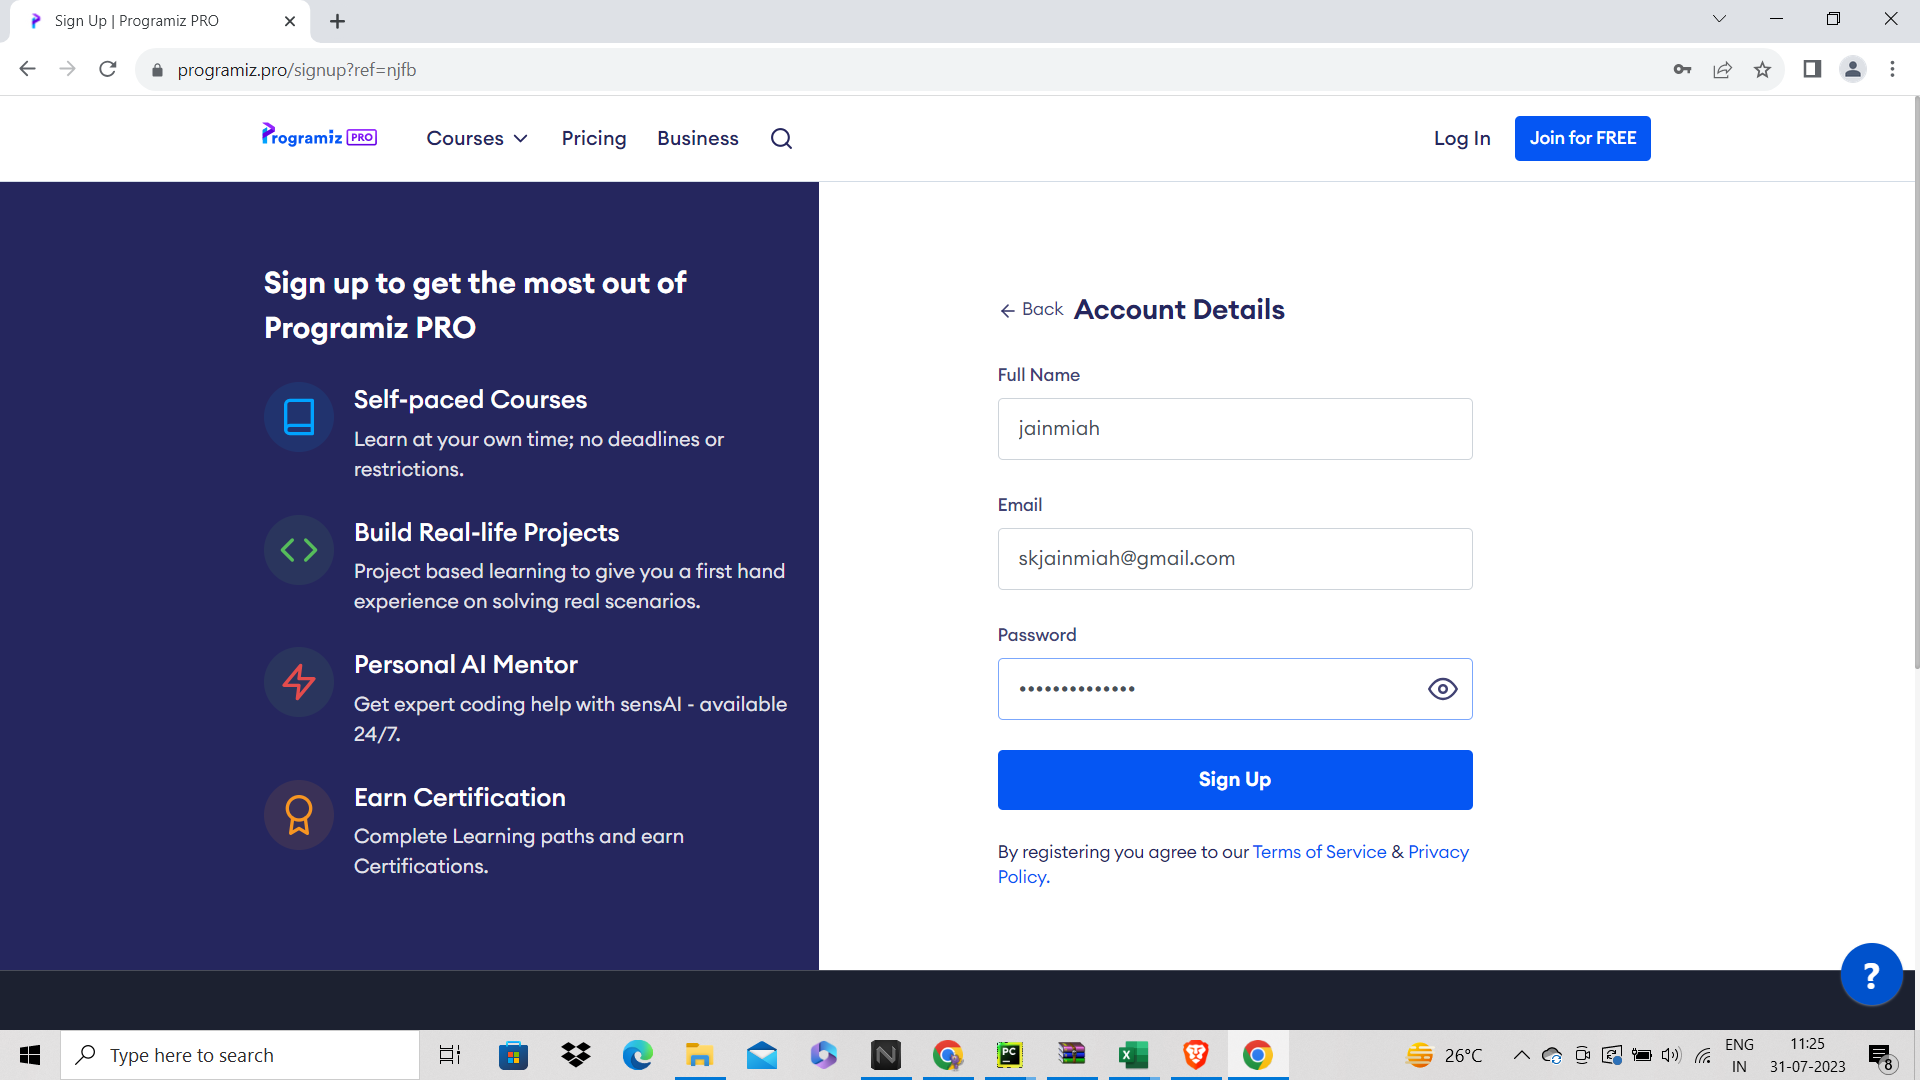 Sign Up | Programiz PRO
programiz.pro/signup?ref=njfb
Programiz PRO
Courses
Pricing
Business
Log In
Join for FREE
Sign up to get the most out of
Programiz PRO
Self-paced Courses
Learn at your own time; no deadlines or
restrictions.
Build Real-life Projects
Project based learning to give you a first hand
experience on solving real scenarios.
Personal AI Mentor
Get expert coding help with sensAI - available
24/7.
Earn Certification
Complete Learning paths and earn
Certifications.
Back Account Details
Full Name
jainmiah
Email
skjainmiah@gmail.com
Password
••••••••••••••
Sign Up
By registering you agree to our Terms of Service & Privacy
Policy.
?
Type here to search
PC
26°C
ENG
IN
11:25
31-07-2023
8